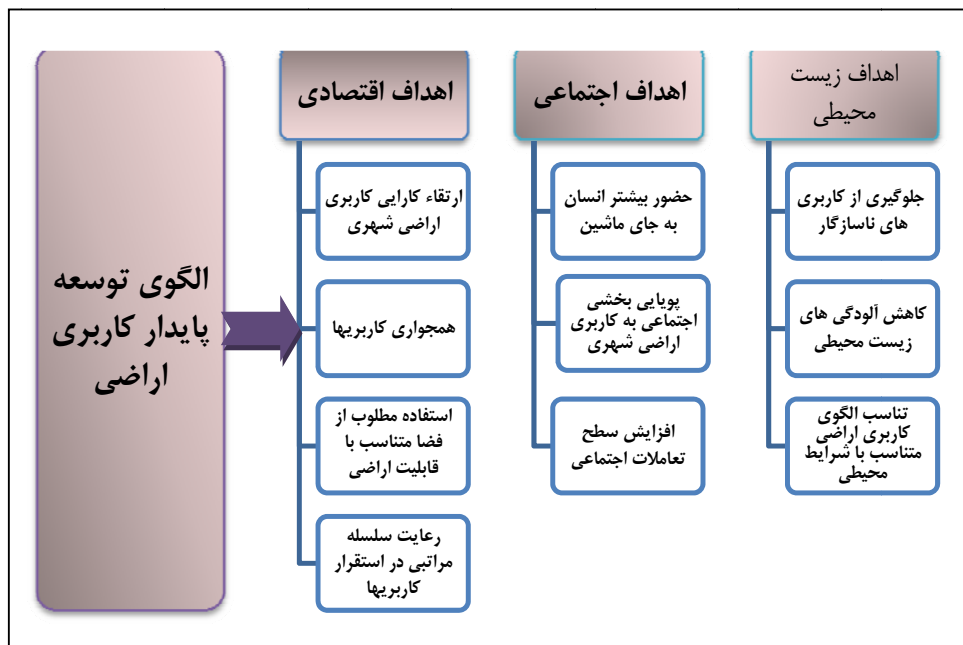 الگوی توسعه
پایدار کاربری
اراضی
اهداف اقتصادی
ارتقاء کارایی کاربری
اراضی شهری
همجواری کاربریها
استفاده مطلوب از
فضا متناسب با
قابلیت اراضی
رعایت سلسله
مراتبی در استقرار
کاربریها
اهداف اجتماعی
حضور بیشتر انسان
به جای ماشین
پویایی بخشی
اجتماعی به کاربری
اراضی شهری
افزایش سطح
تعاملات اجتماعی
اهداف زیست
محیطی
جلوگیری از کاربری
های ناسازگار
کاهش آلودگی های
زیست محیطی
تناسب الگوی
کاربری اراضی
متناسب با شرایط
محیطی